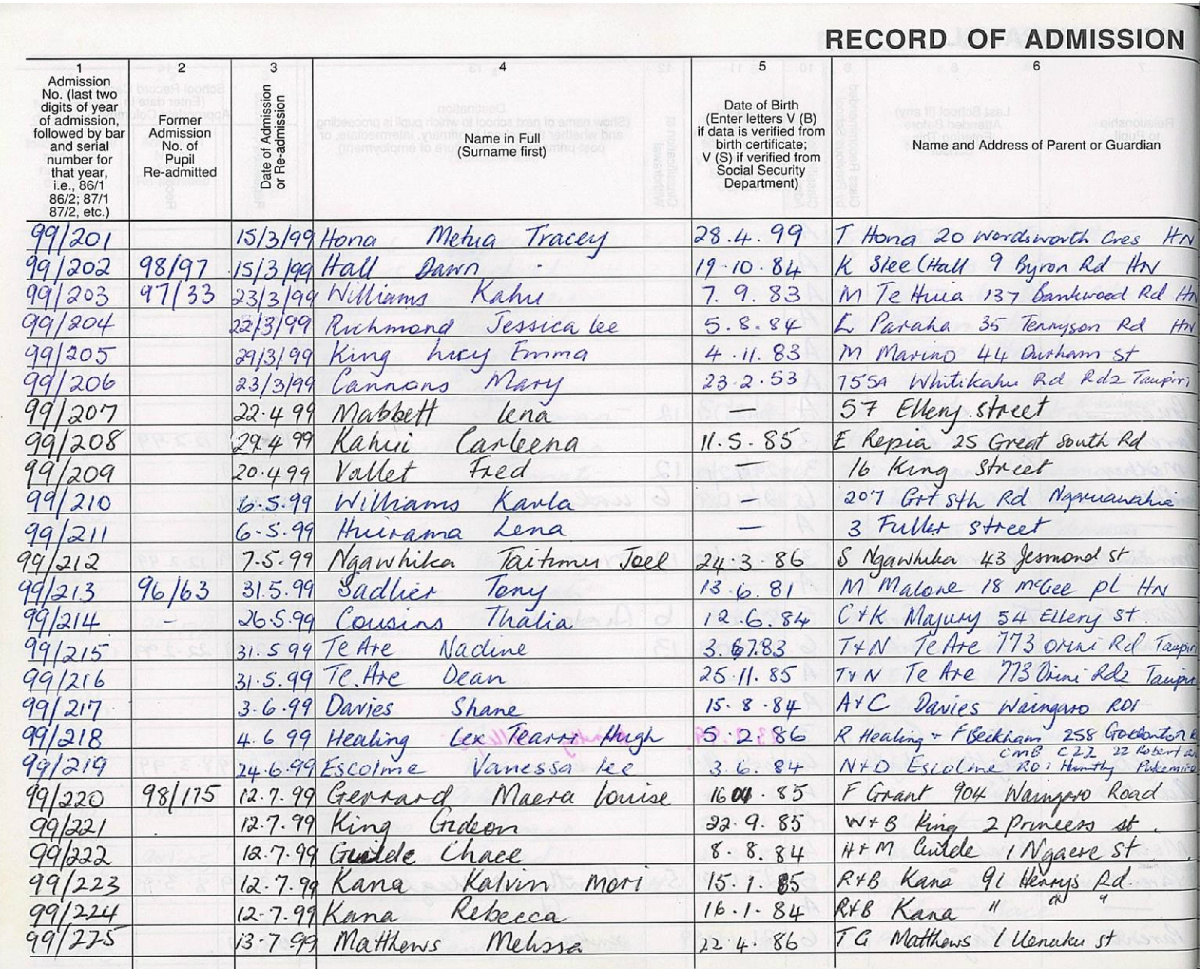 RECORD OF ADMISSION
1 2 3 4 5 6
Admission No. (last two digits of year of admission, followed by bar and serial number for that year, i.e., 86/1 86/2; 87/1 87/2, etc.)
Former Admission No. of Pupil Re-admitted
Date of Admission or Re-admission
Name in Full (Surname first)
Date of Birth (Enter letters V (B) if data is verified from birth certificate; V (S) if verified from Social Security Department)
Name and Address of Parent or Guardian
99/201 15/3/99 Hona Metua Tracey 28.4.99 T Hona 20 Wordsworth Cres HN
99/202 98/97 15/3/99 Hall Dawn 19.10.84 K Slee (Hall 9 Byron Rd HN
99/203 97/33 23/3/99 Williams Kahu 7.9.83 M Te Huia 137 Bankwood Rd HN
99/204 22/3/99 Richmond Jessica lee 5.8.84 L Paraha 35 Tennyson Rd HN
99/205 29/3/99 King Lucy Emma 4.11.83 M Marino 44 Durham st
99/206 23/3/99 Cannons Mary 23.2.53 755A Whitikahu Rd Rd2 Taupiri
99/207 22.4 99 Mabbett Lena — 57 Ellery Street
99/208 29.4 99 Kahui Carleena 11.5.85 E Repia 25 Great South Rd
99/209 20.4 99 Vallet Fred — 16 King Street
99/210 6.5.99 Williams Karla — 207 Grt Sth Rd Ngaruawahia
99/211 6.5.99 Huirama Lena — 3 Fuller Street
99/212 7.5.99 Ngawhika Taitimu Joel 24.3.86 S Ngawhika 43 Jesmond st
99/213 96/63 31.5.99 Sadlier Tony 13.6.81 M Malone 18 McGee pl HN
99/214 – 26.5.99 Cousins Thalia 12.6.84 C+K Majury 54 Ellery St.
99/215 31.5 99 Te Are Nadine T+N Te Are 773 Orini Rd Taupiri
99/216 31.5.99 Te Are Dean 25.11.85 T+N Te Are 773 Orini Rd2 Taupiri
99/217 3.6.99 Davies Shane 15.8.84 A+C Davies Waingaro RD1
99/218 4.6 99 Healing Lex Hugh 5.2.86 R Healing + F Beckham 258
99/219 24.6.99 Escolme Vanessa Lee 3.6.84 N+D Escolme RD1 Huntly
CMB C22 22
99/220 98/175 12.7.99 Gerrard Maera Louise 85 F Grant 904 Waingaro Road
99/221 12.7.99 King Gideon 22.9.85 W+B King 2 Princess st.
99/222 12.7.99 Guilde Chace 8.8.84 H+M Guilde 1 Ngaere St
99/223 12.7.99 Kana Kalvin Mori 15.1.85 R+B Kana 91 Henrys Rd.
99/224 12.7.99 Kana Rebecca 16.1.84 R+B Kana " " "
99/225 13.7.99 Matthews Melissa 22.4.86 T G Matthews 1 Uenuku st